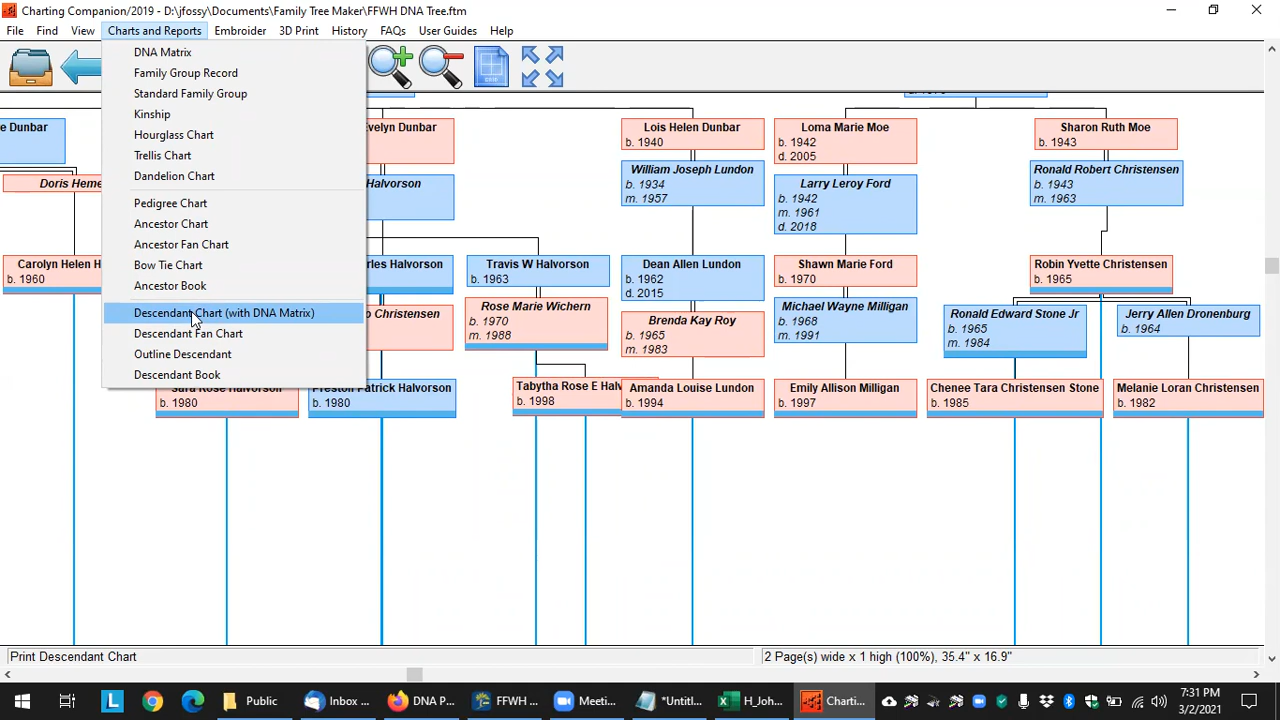 Charting Companion/2019 - D:\jfossy\Documents\Family Tree Maker\FFWH DNA Tree.ftm
File Find View Charts and Reports Embroider 3D Print History FAQs User Guides Help
DNA Matrix
Family Group Record
Standard Family Group
Kinship
Hourglass Chart
Trellis Chart
Dandelion Chart
Pedigree Chart
Ancestor Chart
Ancestor Fan Chart
Bow Tie Chart
Ancestor Book
Descendant Chart (with DNA Matrix)
Descendant Fan Chart
Outline Descendant
Descendant Book
e Dunbar
Evelyn Dunbar
Lois Helen Dunbar
b. 1940
Loma Marie Moe
b. 1942
d. 2005
Sharon Ruth Moe
b. 1943
Doris Heme
Halvorson
William Joseph Lundon
b. 1934
m. 1957
Larry Leroy Ford
b. 1942
m. 1961
d. 2018
Ronald Robert Christensen
b. 1943
m. 1963
Carolyn Helen H
b. 1960
rles Halvorson
Travis W Halvorson
b. 1963
Dean Allen Lundon
b. 1962
d. 2015
Shawn Marie Ford
b. 1970
Robin Yvette Christensen
b. 1965
o Christensen
Rose Marie Wichern
b. 1970
m. 1988
Brenda Kay Roy
b. 1965
m. 1983
Michael Wayne Milligan
b. 1968
m. 1991
Ronald Edward Stone Jr
b. 1965
m. 1984
Jerry Allen Dronenburg
b. 1964
Sara Rose Halvorson
b. 1980
Preston Patrick Halvorson
b. 1980
Tabytha Rose E Halv
b. 1998
Amanda Louise Lundon
b. 1994
Emily Allison Milligan
b. 1997
Chenee Tara Christensen Stone
b. 1985
Melanie Loran Christensen
b. 1982
Print Descendant Chart
2 Page(s) wide x 1 high (100%), 35.4" x 16.9"
L Public Inbox ... DNA P... FFWH ... Meeti... *Untitl... H_Joh... Charti...
7:31 PM
3/2/2021